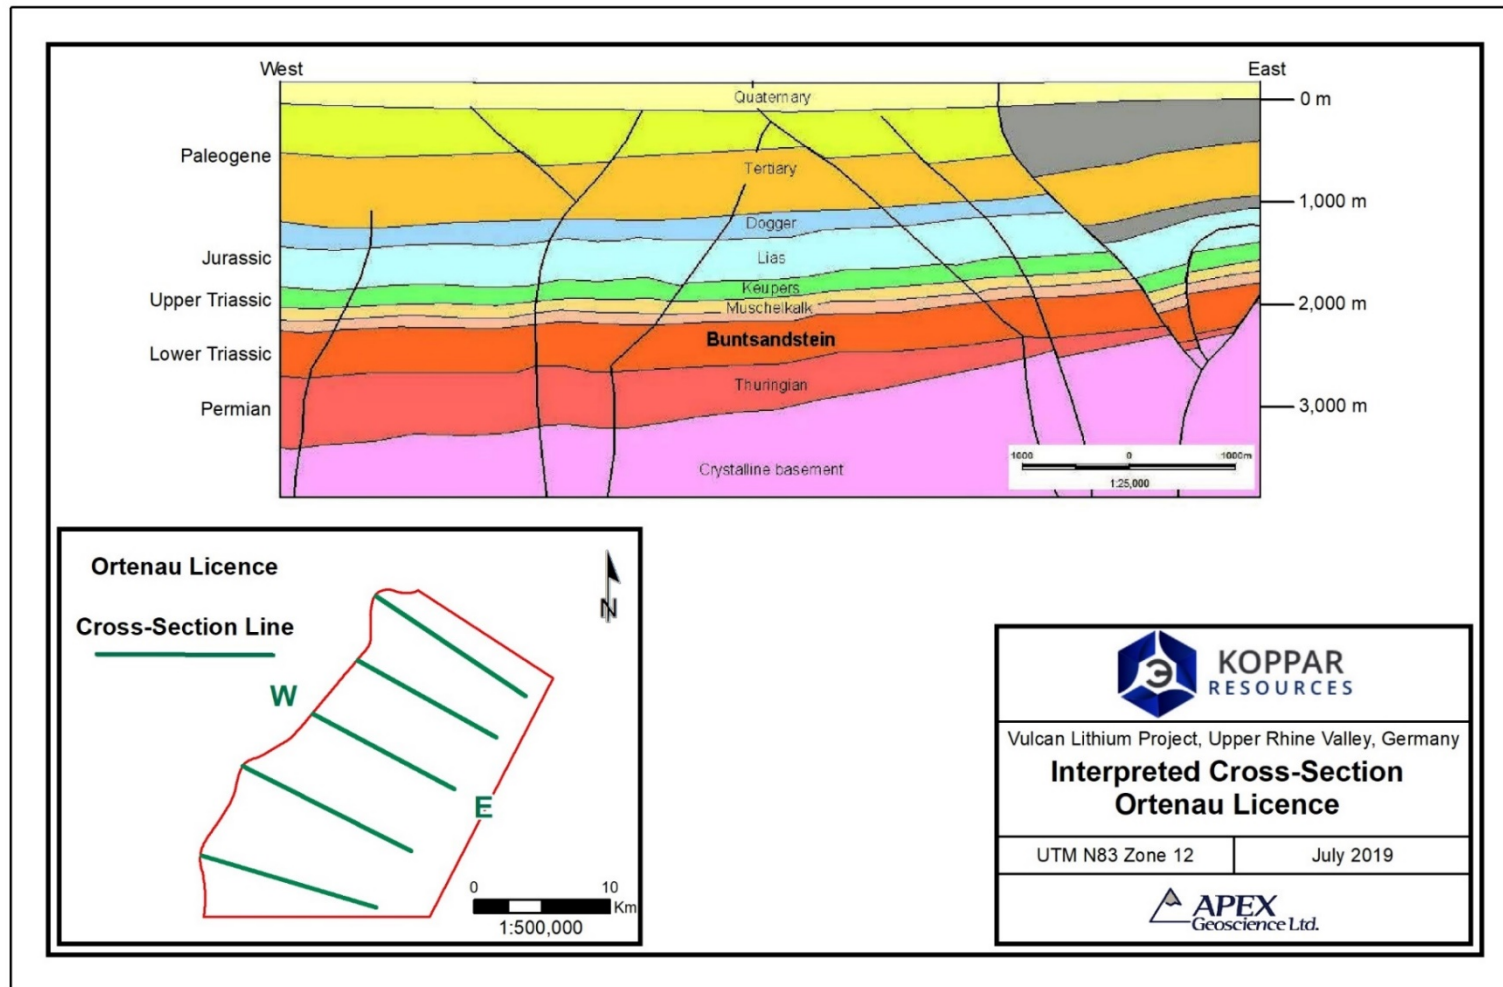 West
East
Quaternary
0 m
Paleogene
Tertiary
1,000 m
Dogger
Jurassic
Lias
Keupers
Upper Triassic
Muschelkalk
2,000 m
Buntsandstein
Lower Triassic
Thuringian
Permian
3,000 m
Crystalline basement
1000 0 1000m
1:25,000
Ortenau Licence
Cross-Section Line
N
W
E
0 10
Km
1:500,000
KOPPAR
RESOURCES
Vulcan Lithium Project, Upper Rhine Valley, Germany
Interpreted Cross-Section
Ortenau Licence
UTM N83 Zone 12
July 2019
APEX
Geoscience Ltd.